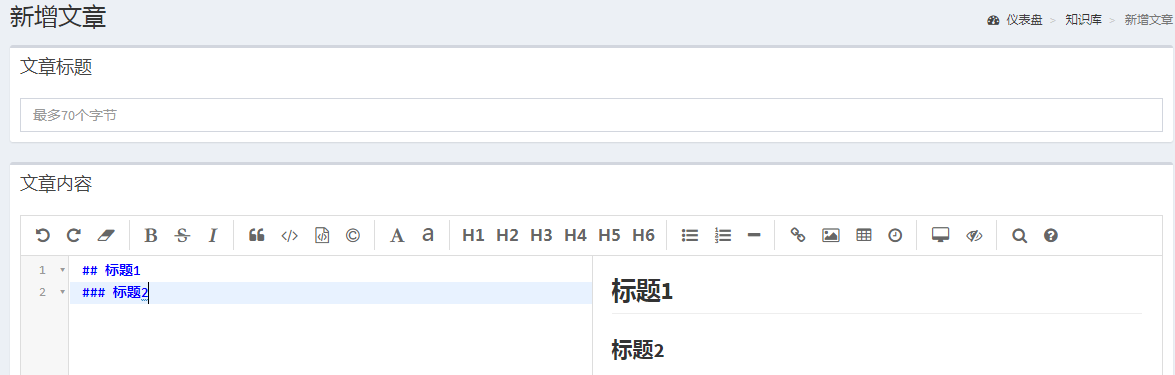 新增文章
仪表盘 > 知识库 > 新增文章
文章标题
最多70个字节
文章内容
B S I A a H1 H2 H3 H4 H5 H6
1 ## 标题1
2 ### 标题2
标题1
标题2